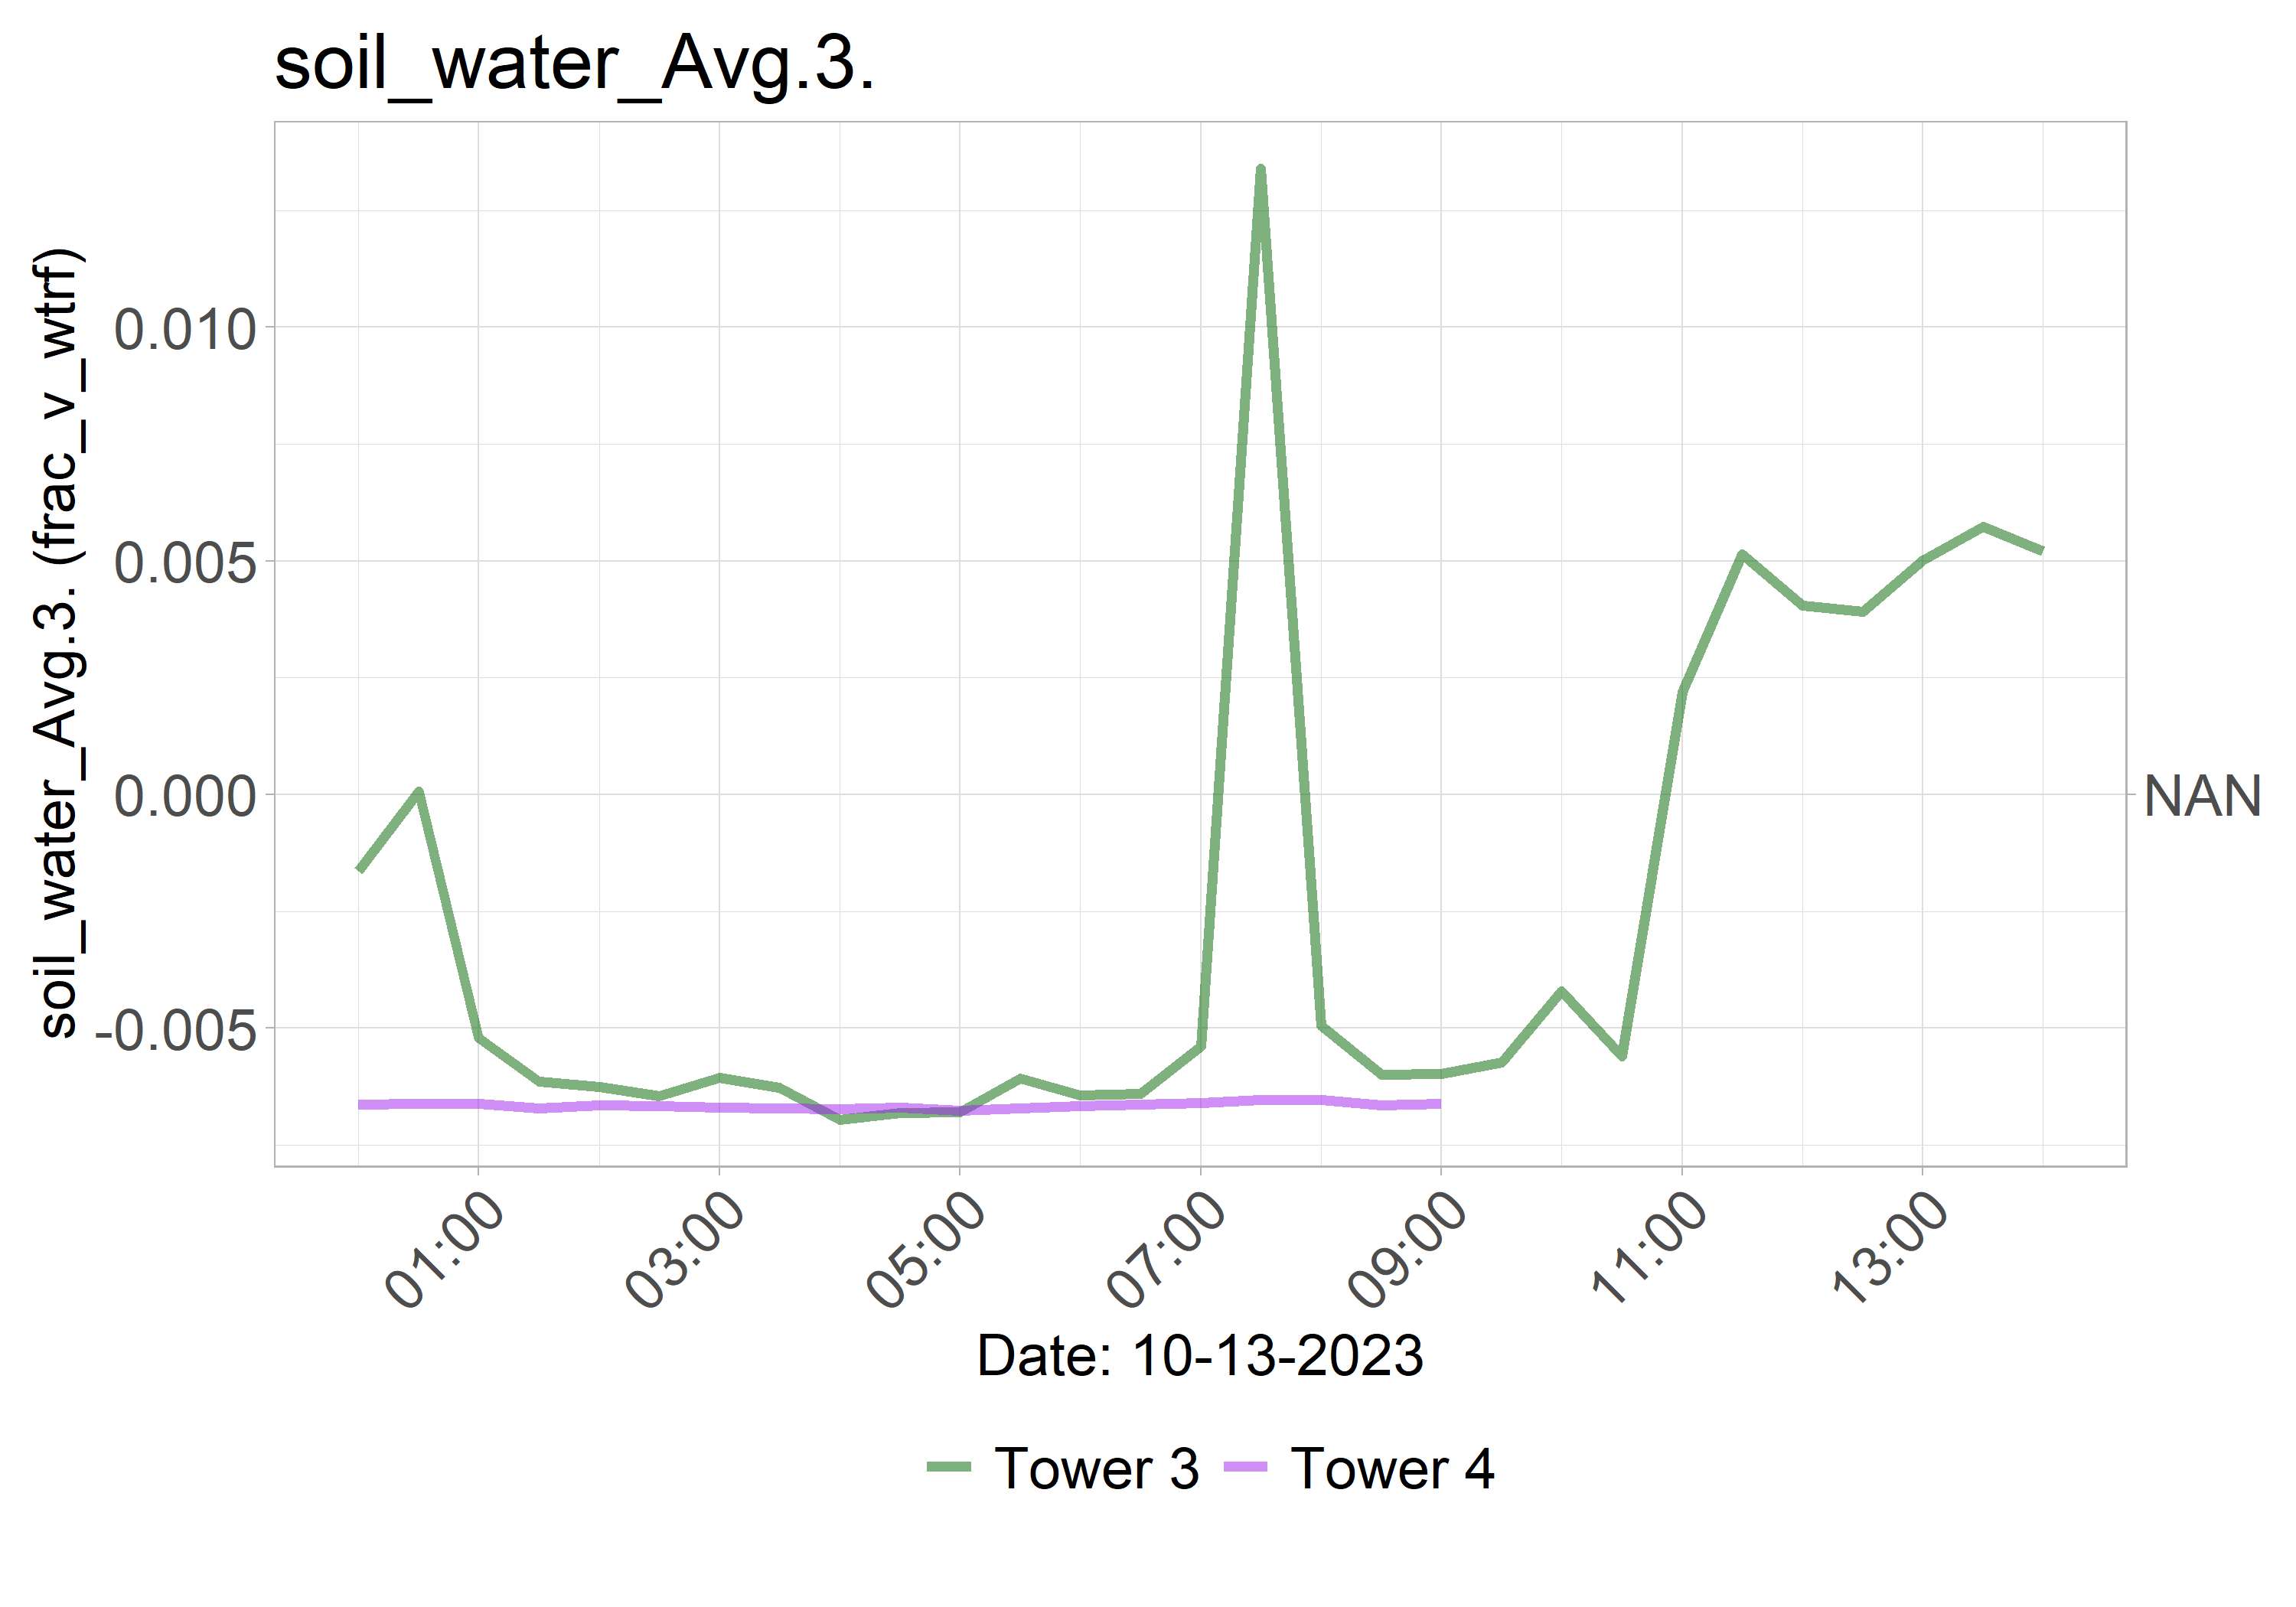 soil_water_Avg.3.
soil_water_Avg.3. (frac_v_wtrf)
0.010
0.005
0.000
-0.005
NAN
01:00
03:00
05:00
07:00
09:00
11:00
13:00
Date: 10-13-2023
Tower 3
Tower 4